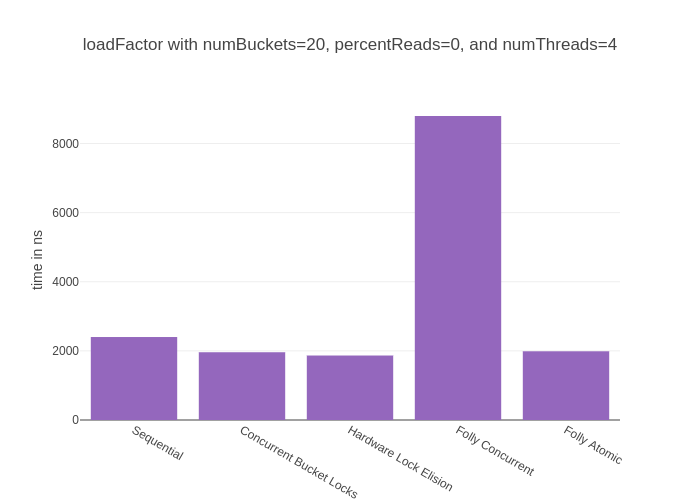 loadFactor with numBuckets=20, percentReads=0, and numThreads=4
time in ns
8000
6000
4000
2000
0
Sequential
Concurrent Bucket Locks
Hardware Lock Elision
Folly Concurrent
Folly Atomic